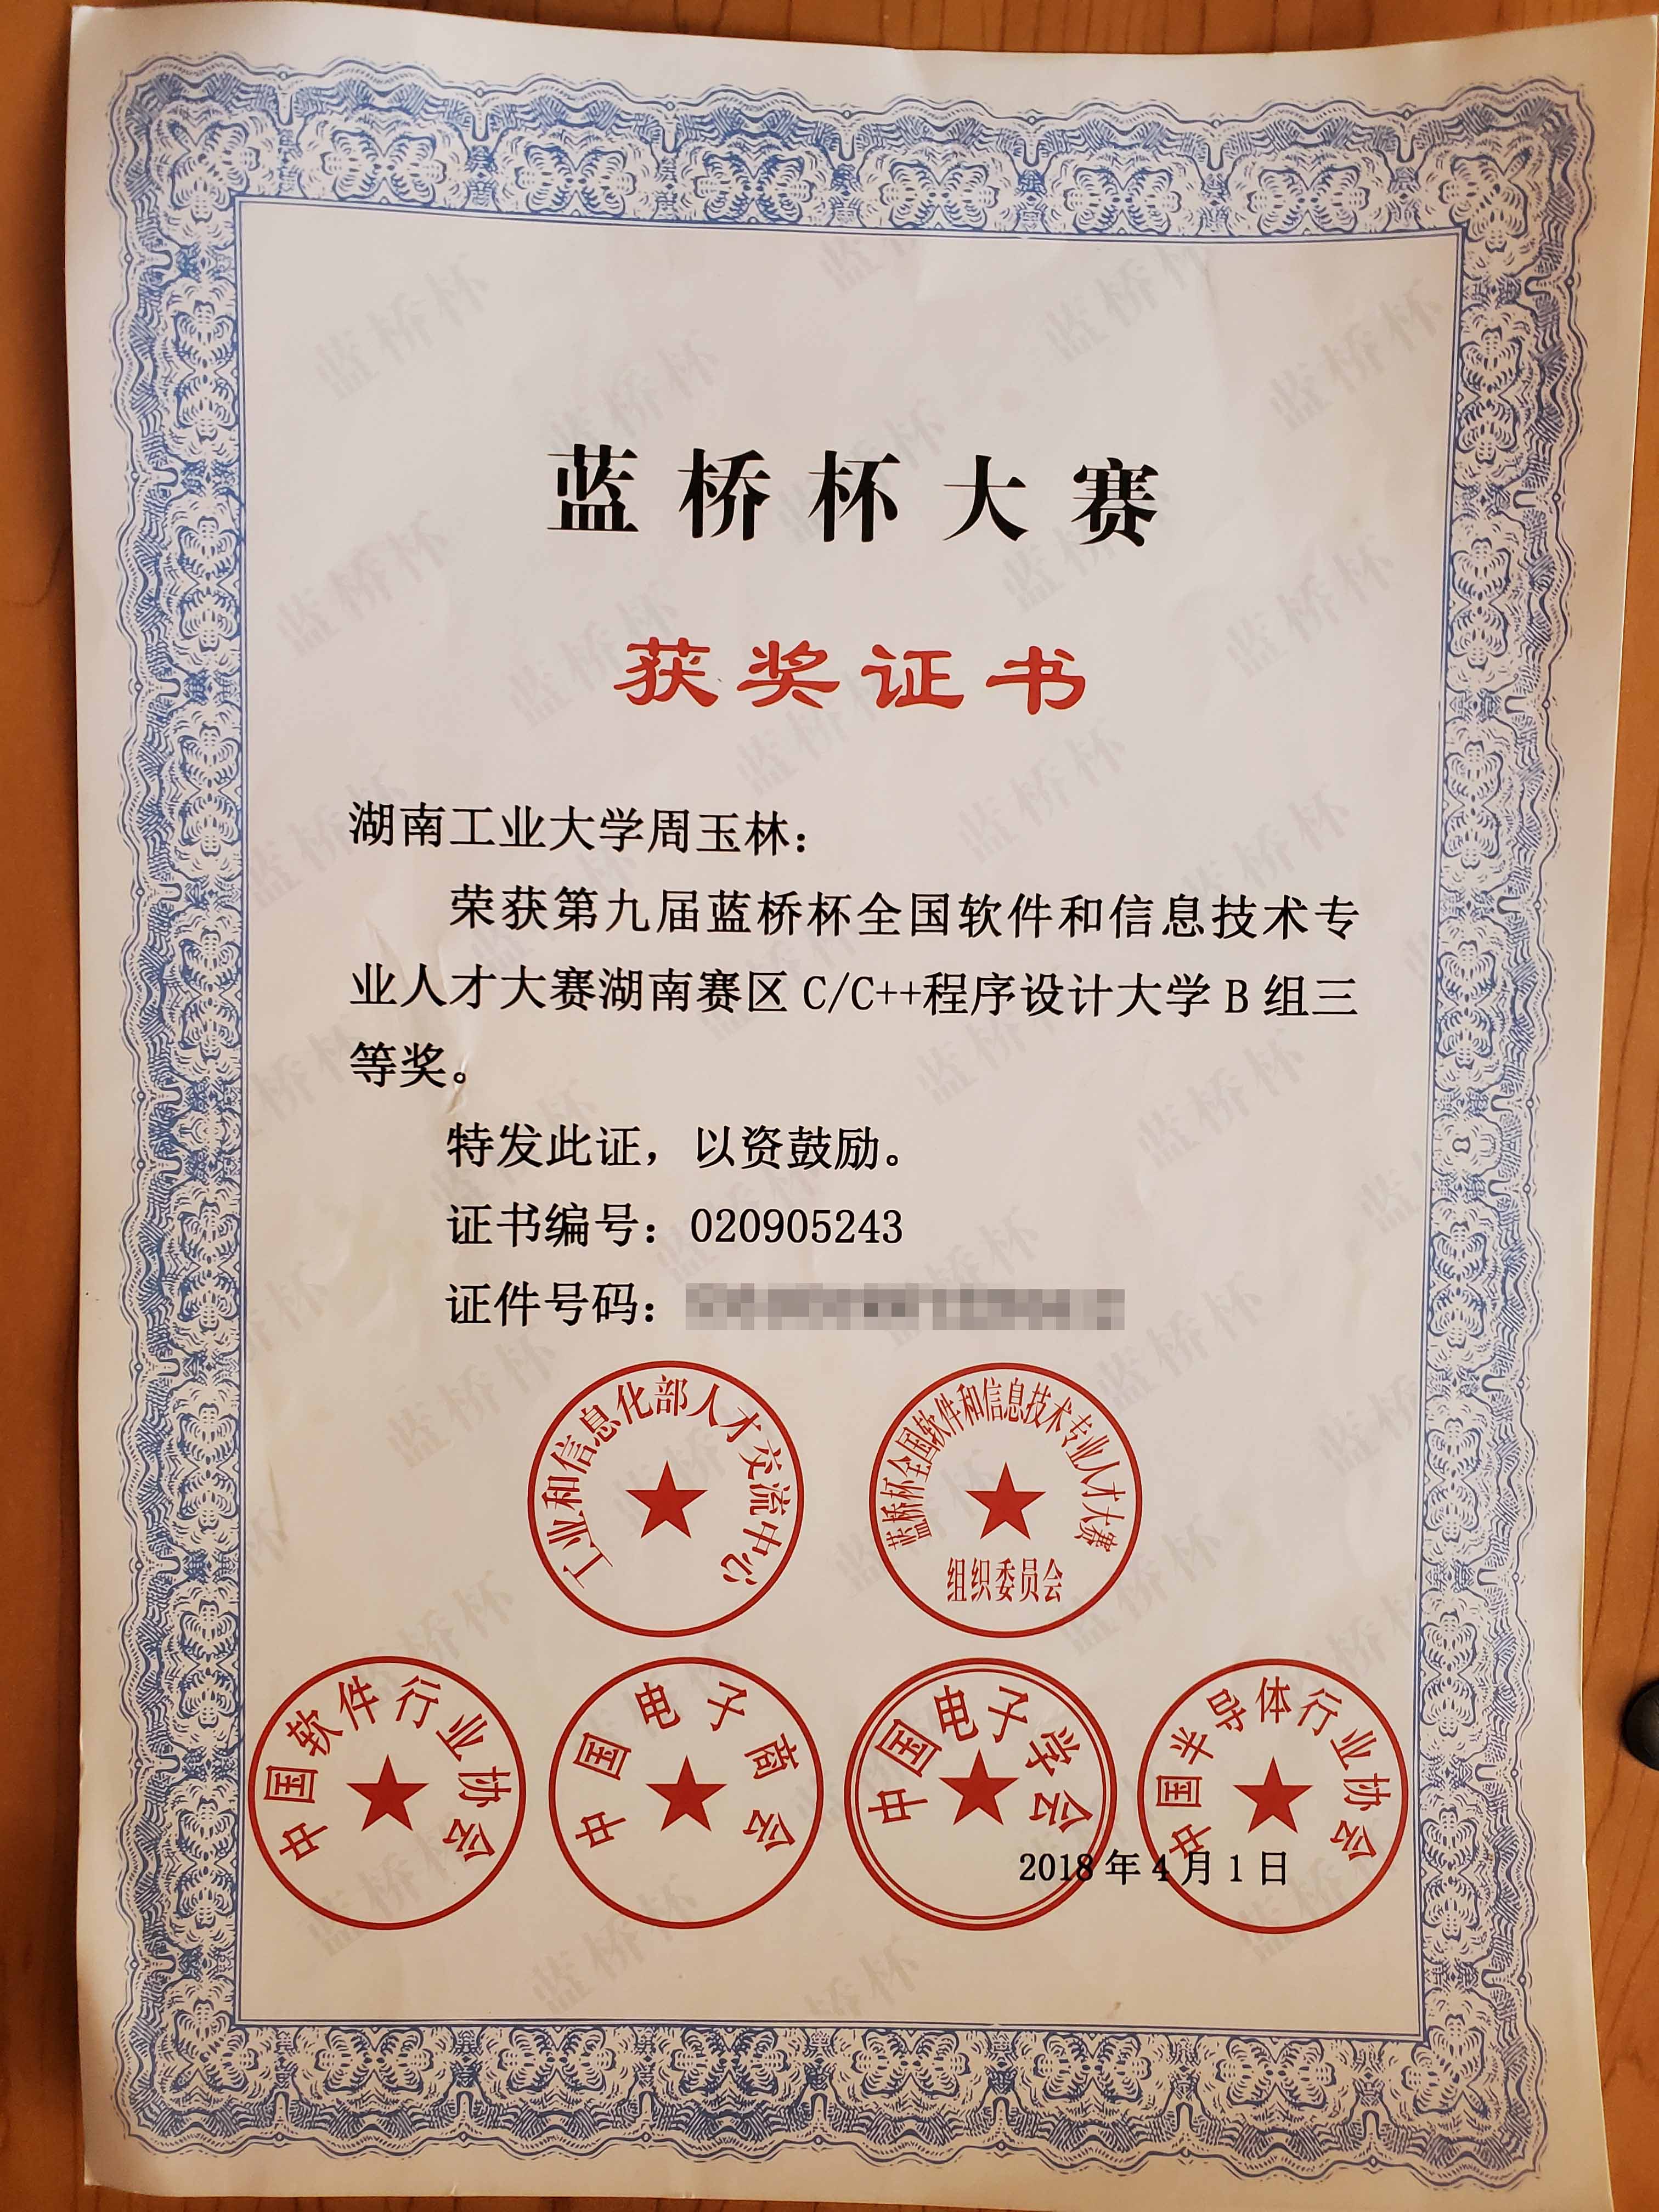 蓝桥杯大赛
获奖证书
湖南工业大学周玉林：
荣获第九届蓝桥杯全国软件和信息技术专
业人才大赛湖南赛区 C/C++程序设计大学 B 组三
等奖。
特发此证，以资鼓励。
证书编号：020905243
证件号码：
工业和信息化部人才交流中心
蓝桥杯全国软件和信息技术专业人才大赛
组织委员会
中国软件行业协会
中国电子商会
中国电子学会
中国半导体行业协会
2018 年 4 月 1 日
蓝桥杯